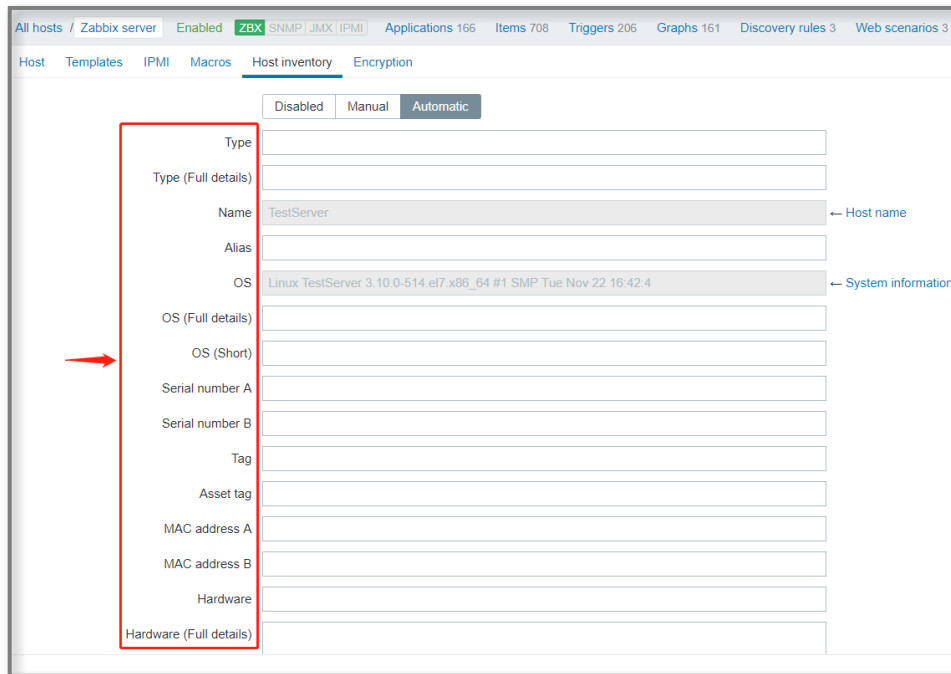 All hosts / Zabbix server Enabled ZBX SNMP JMX IPMI Applications 166 Items 708 Triggers 206 Graphs 161 Discovery rules 3 Web scenarios 3
Host Templates IPMI Macros Host inventory Encryption
Disabled Manual Automatic
Type
Type (Full details)
Name TestServer ← Host name
Alias
OS Linux TestServer 3.10.0-514.el7.x86_64 #1 SMP Tue Nov 22 16:42:4 ← System information
OS (Full details)
OS (Short)
Serial number A
Serial number B
Tag
Asset tag
MAC address A
MAC address B
Hardware
Hardware (Full details)